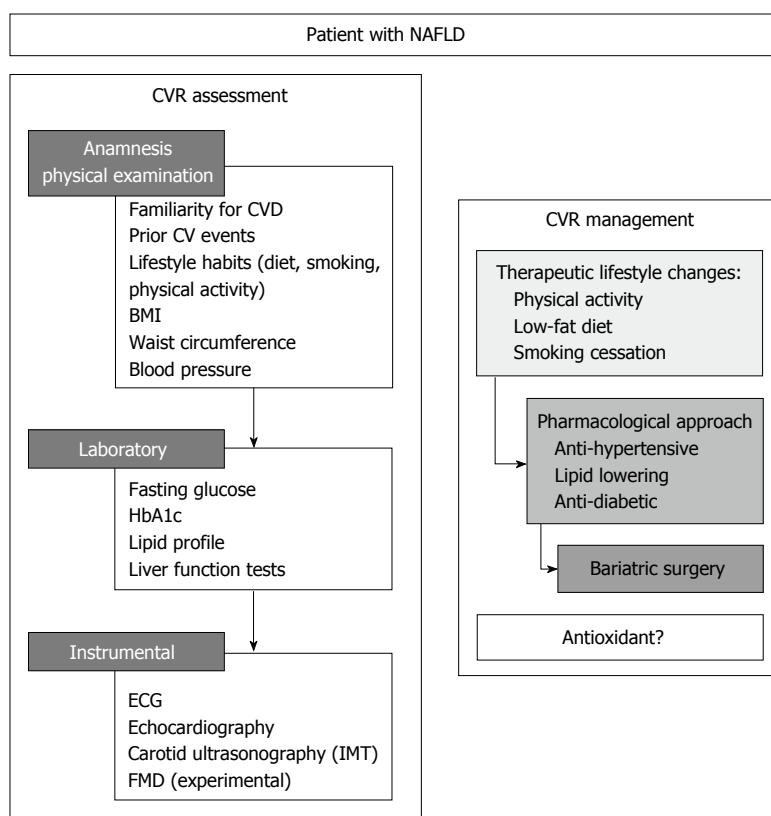 Patient with NAFLD
CVR assessment
Anamnesis
physical examination
Familiarity for CVD
Prior CV events
Lifestyle habits (diet, smoking,
physical activity)
BMI
Waist circumference
Blood pressure
Laboratory
Fasting glucose
HbA1c
Lipid profile
Liver function tests
Instrumental
ECG
Echocardiography
Carotid ultrasonography (IMT)
FMD (experimental)
CVR management
Therapeutic lifestyle changes:
Physical activity
Low-fat diet
Smoking cessation
Pharmacological approach
Anti-hypertensive
Lipid lowering
Anti-diabetic
Bariatric surgery
Antioxidant?